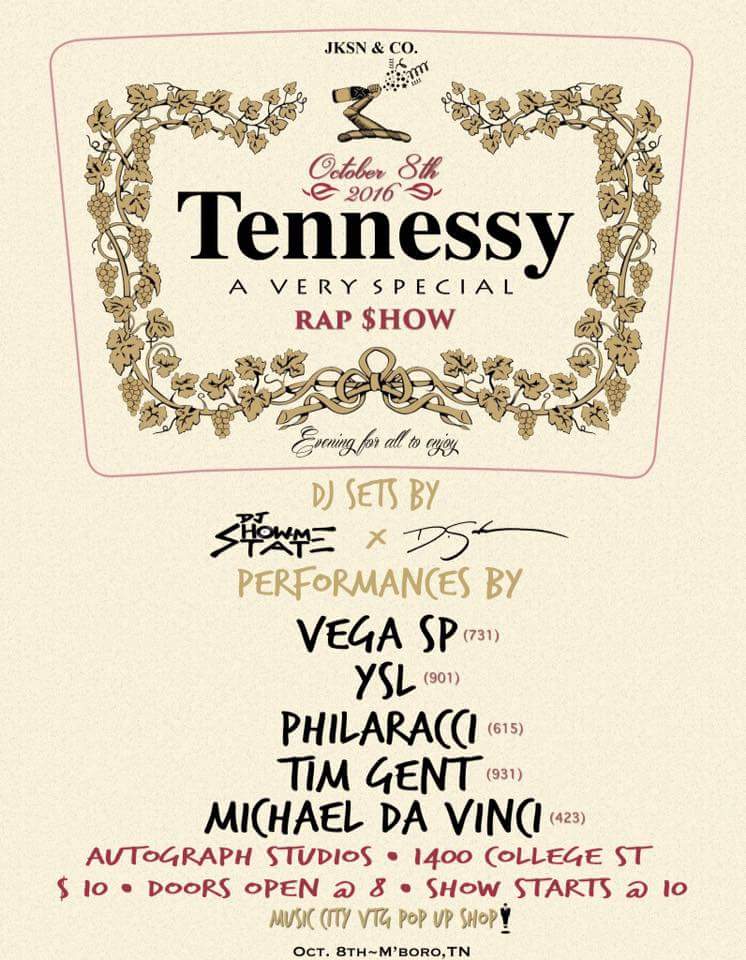 JKSN & CO.
October 8th
2016
Tennessy
A VERY SPECIAL
RAP $HOW
Evening for all to enjoy
DJ SETS BY
DJ SHOWME STATE x
PERFORMANCES BY
VEGA SP (731)
YSL (901)
PHILARACCI (615)
TIM GENT (931)
MICHAEL DA VINCI (423)
AUTOGRAPH STUDIOS • 1400 COLLEGE ST
$ 10 • DOORS OPEN @ 8 • SHOW STARTS @ 10
MUSIC CITY VTG POP UP SHOP!
OCT. 8TH~M'BORO,TN